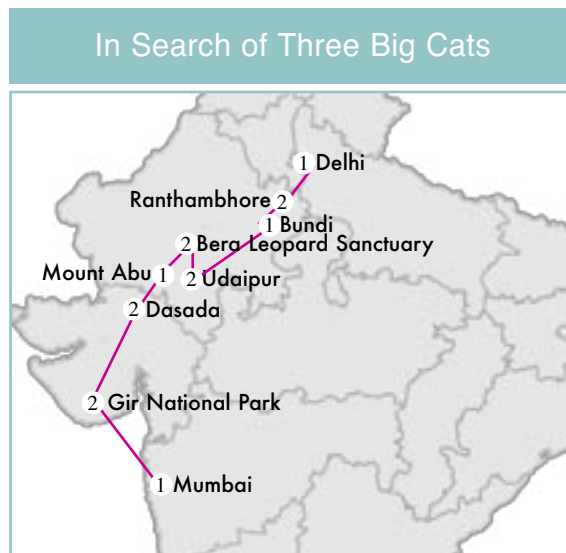 In Search of Three Big Cats
1 Delhi
Ranthambhore 2
1 Bundi
2 Bera Leopard Sanctuary
Mount Abu 1
2 Udaipur
2 Dasada
2 Gir National Park
1 Mumbai